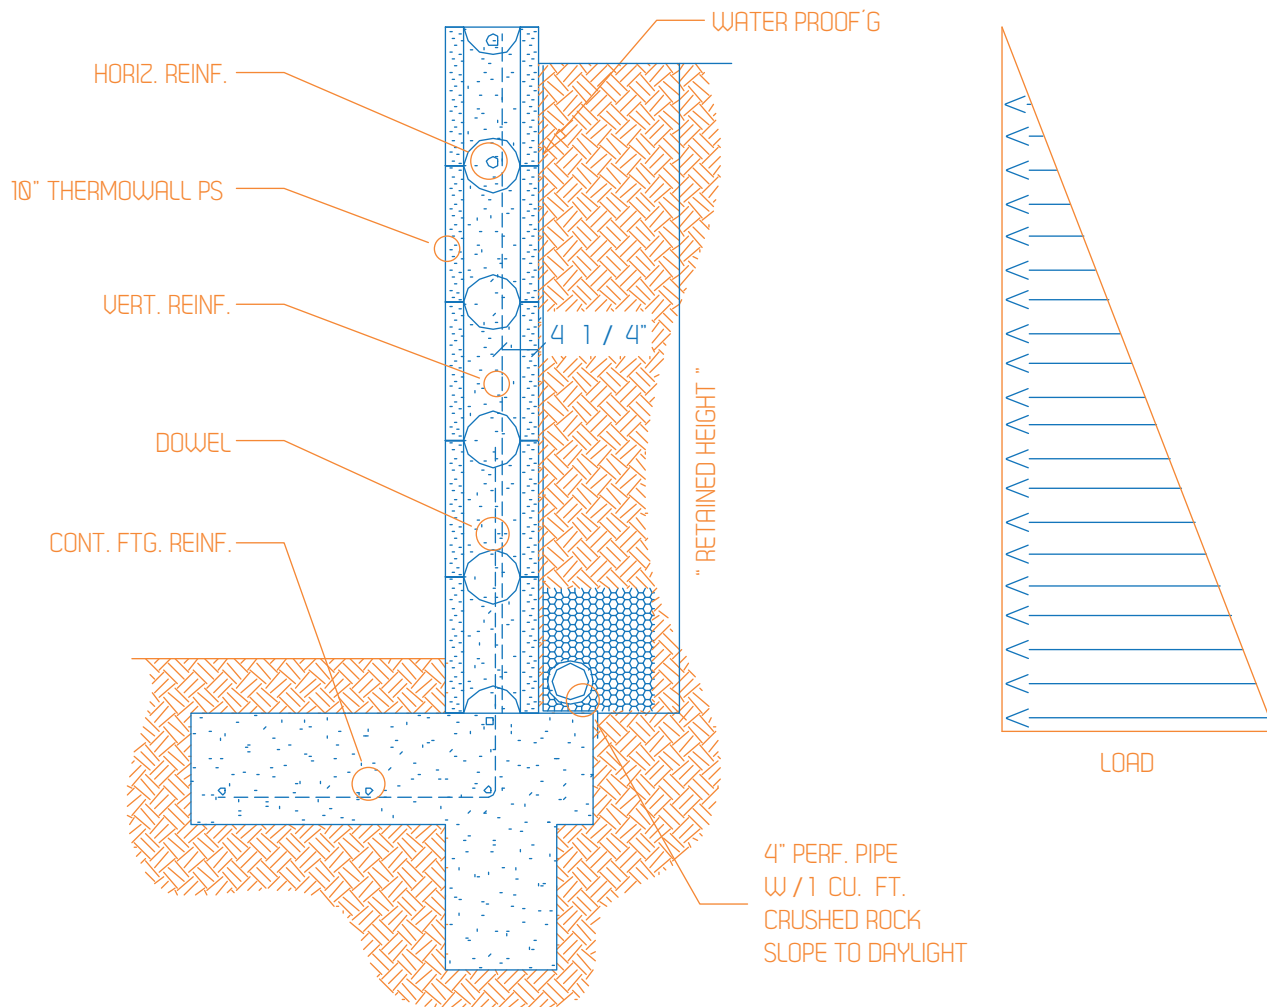 WATER PROOF'G
HORIZ. REINF.
10" THERMOWALL PS
VERT. REINF.
4 1 / 4"
DOWEL
" RETAINED HEIGHT "
CONT. FTG. REINF.
LOAD
4" PERF. PIPE
W /1 CU. FT.
CRUSHED ROCK
SLOPE TO DAYLIGHT